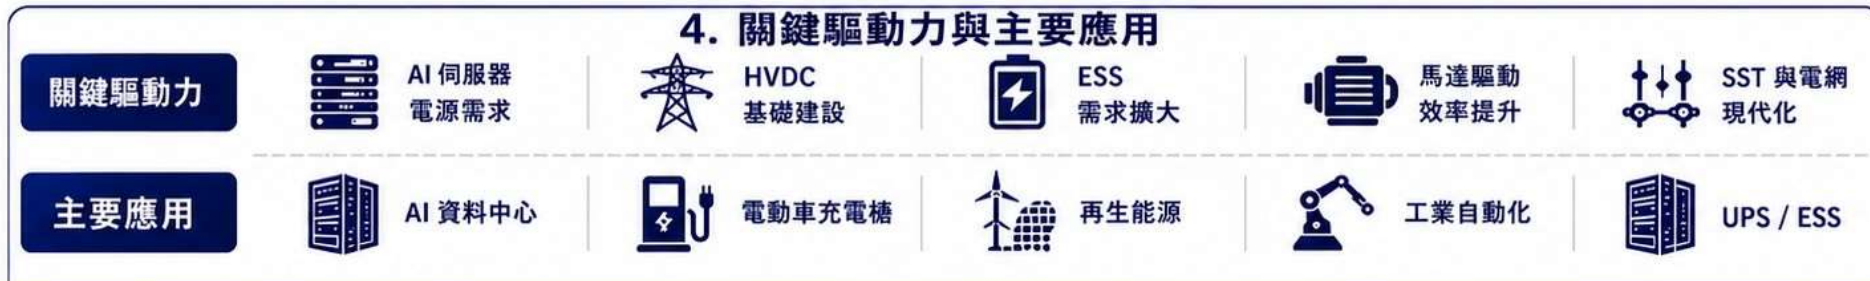 4. 關鍵驅動力與主要應用
關鍵驅動力
AI 伺服器
電源需求
HVDC
基礎建設
ESS
需求擴大
馬達驅動
效率提升
SST 與電網
現代化
主要應用
AI 資料中心
電動車充電樁
再生能源
工業自動化
UPS / ESS